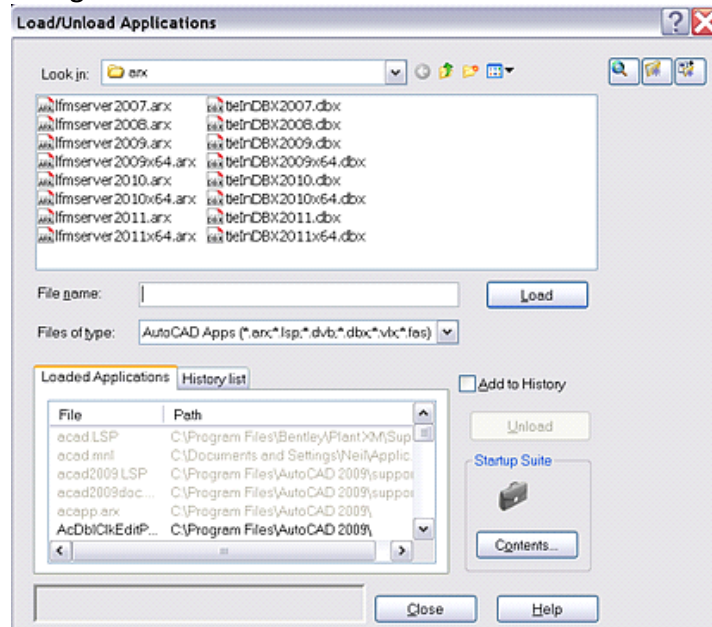 Load/Unload Applications
Look in: arx
lfmserver2007.arx tieInDBX2007.dbx
lfmserver2008.arx tieInDBX2008.dbx
lfmserver2009.arx tieInDBX2009.dbx
lfmserver2009x64.arx tieInDBX2009x64.dbx
lfmserver2010.arx tieInDBX2010.dbx
lfmserver2010x64.arx tieInDBX2010x64.dbx
lfmserver2011.arx tieInDBX2011.dbx
lfmserver2011x64.arx tieInDBX2011x64.dbx
File name: Load
Files of type: AutoCAD Apps (*.arx;*.lsp;*.dvb;*.dbx;*.vlx;*.fas)
Loaded Applications History list
Add to History
File Path
Unload
acad.LSP C:\Program Files\Bentley\PlantXM\Sup
acad.mnl C:\Documents and Settings\Neil\Applic
acad2009.LSP C:\Program Files\AutoCAD 2009\suppor
acad2009doc... C:\Program Files\AutoCAD 2009\suppor
acapp.arx C:\Program Files\AutoCAD 2009\
AcDblClkEditP... C:\Program Files\AutoCAD 2009\
Startup Suite
Contents...
Close Help